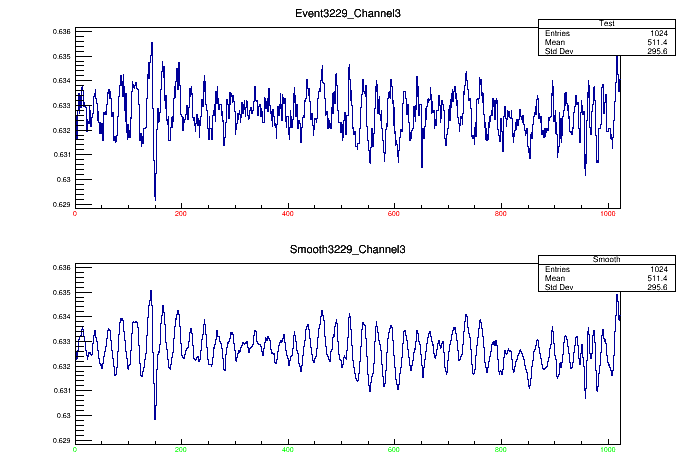 Event3229_Channel3
Test
Entries 1024
Mean 511.4
Std Dev 295.6
0.636
0.635
0.634
0.633
0.632
0.631
0.63
0.629
0 200 400 600 800 1000
Smooth3229_Channel3
Smooth
Entries 1024
Mean 511.4
Std Dev 295.6
0.636
0.635
0.634
0.633
0.632
0.631
0.63
0.629
0 200 400 600 800 1000